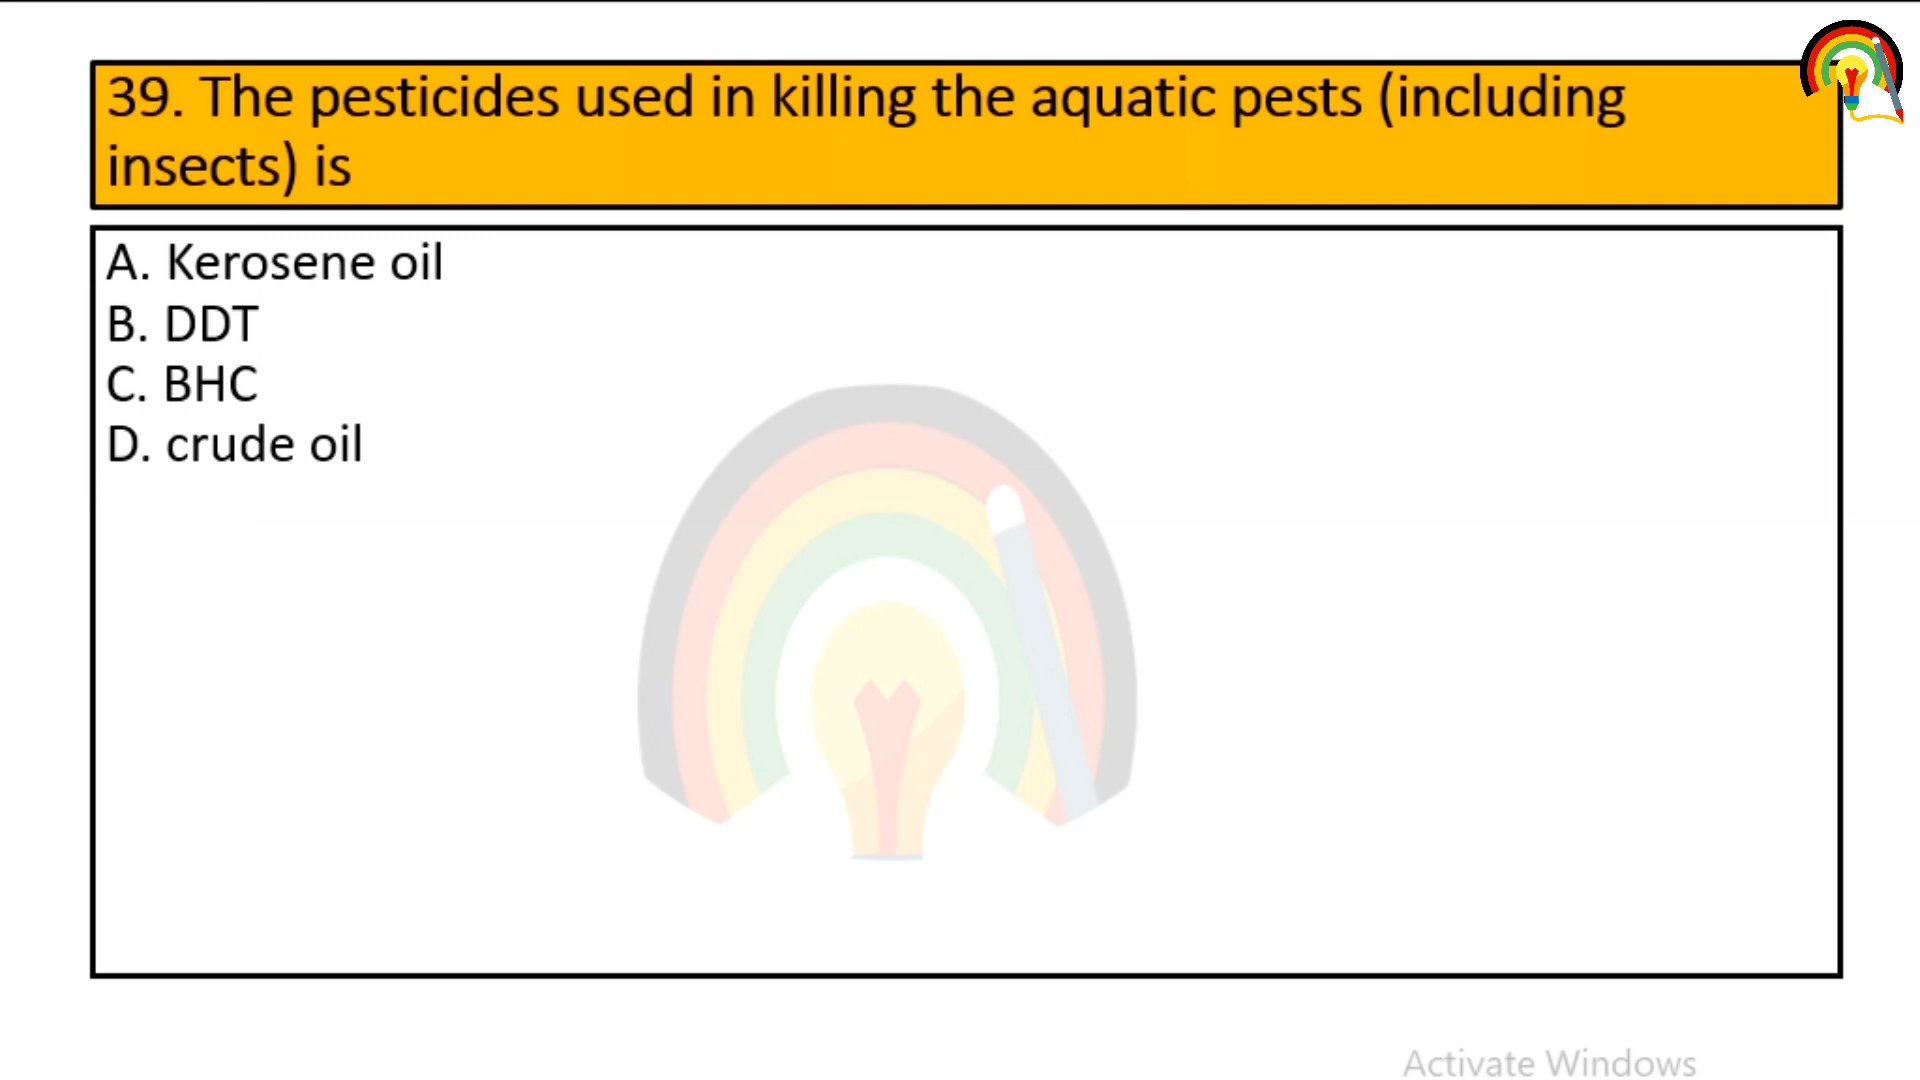 39. The pesticides used in killing the aquatic pests (including
insects) is
A. Kerosene oil
B. DDT
C. BHC
D. crude oil
Activate Windows